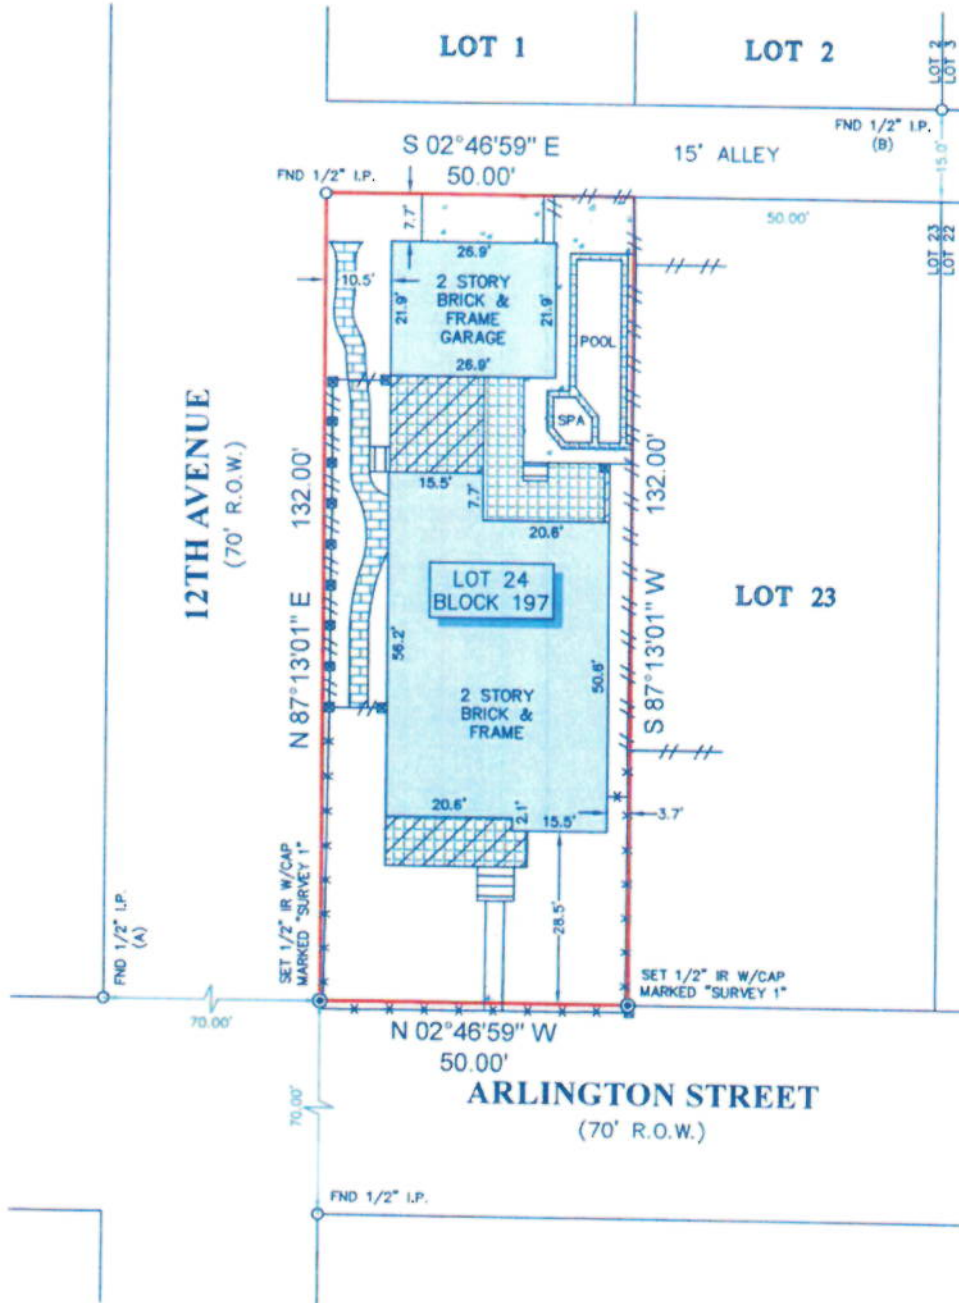 LOT 1
LOT 2
LOT 2
LOT 3
FND 1/2" I.P.
(B)
15.0'
S 02°46'59" E
50.00'
15' ALLEY
FND 1/2" I.P.
50.00'
LOT 23
LOT 22
7.7'
26.9'
10.5'
2 STORY
BRICK &
FRAME
GARAGE
21.9'
21.9'
26.9'
POOL
SPA
12TH AVENUE
(70' R.O.W.)
N 87°13'01" E 132.00'
S 87°13'01" W 132.00'
15.5'
7.7'
20.6'
LOT 24
BLOCK 197
LOT 23
56.2'
50.6'
2 STORY
BRICK &
FRAME
20.6'
2.1'
15.5'
3.7'
28.5'
FND 1/2" I.P.
(A)
SET 1/2" IR W/CAP
MARKED "SURVEY 1"
SET 1/2" IR W/CAP
MARKED "SURVEY 1"
70.00'
N 02°46'59" W
50.00'
70.00'
ARLINGTON STREET
(70' R.O.W.)
FND 1/2" I.P.